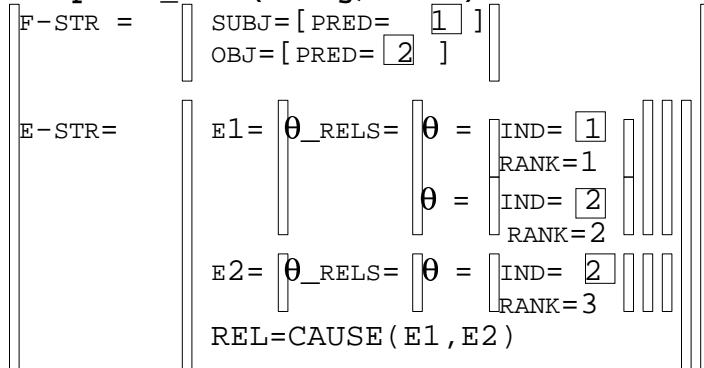 F-STR = SUBJ=[PRED= 1 ]
OBJ=[PRED= 2 ]
E-STR= E1= θ_RELS= θ = IND= 1
RANK=1
θ = IND= 2
RANK=2
E2= θ_RELS= θ = IND= 2
RANK=3
REL=CAUSE(E1,E2)